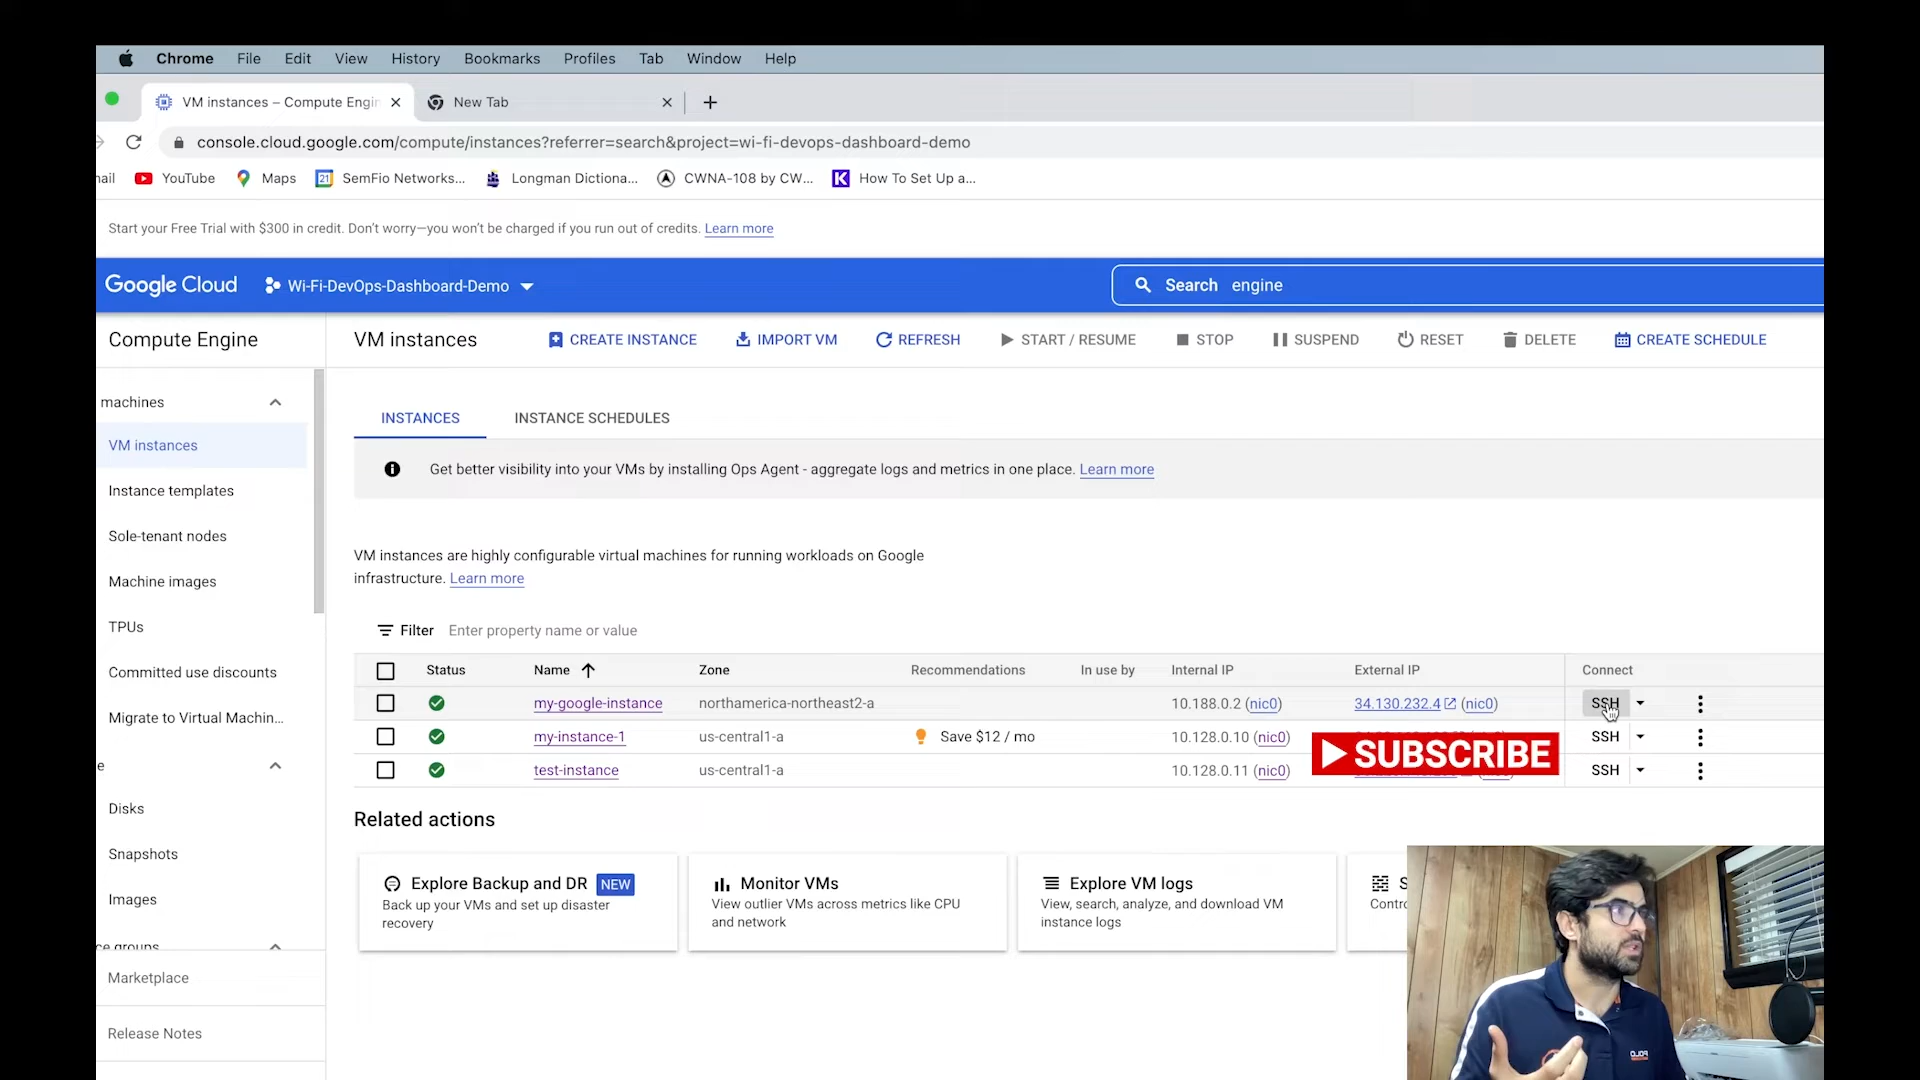 Chrome File Edit View History Bookmarks Profiles Tab Window Help
VM instances – Compute Engin
New Tab
console.cloud.google.com/compute/instances?referrer=search&project=wi-fi-devops-dashboard-demo
YouTube Maps SemFio Networks... Longman Dictiona... CWNA-108 by CW... How To Set Up a...
Start your Free Trial with $300 in credit. Don't worry—you won't be charged if you run out of credits. Learn more
Google Cloud Wi-Fi-DevOps-Dashboard-Demo Search engine
Compute Engine
VM instances CREATE INSTANCE IMPORT VM REFRESH START / RESUME STOP SUSPEND RESET DELETE CREATE SCHEDULE
machines
VM instances
Instance templates
Sole-tenant nodes
Machine images
TPUs
Committed use discounts
Migrate to Virtual Machin...
e
Disks
Snapshots
Images
ce groups
Marketplace
Release Notes
INSTANCES INSTANCE SCHEDULES
Get better visibility into your VMs by installing Ops Agent - aggregate logs and metrics in one place. Learn more
VM instances are highly configurable virtual machines for running workloads on Google
infrastructure. Learn more
Filter Enter property name or value
Status Name Zone Recommendations In use by Internal IP External IP Connect
my-google-instance northamerica-northeast2-a 10.188.0.2 (nic0) 34.130.232.4 (nic0) SSH
my-instance-1 us-central1-a Save $12 / mo 10.128.0.10 (nic0) SSH
test-instance us-central1-a 10.128.0.11 (nic0) SSH
SUBSCRIBE
Related actions
Explore Backup and DR NEW
Back up your VMs and set up disaster
recovery
Monitor VMs
View outlier VMs across metrics like CPU
and network
Explore VM logs
View, search, analyze, and download VM
instance logs
S
Contro
POLO